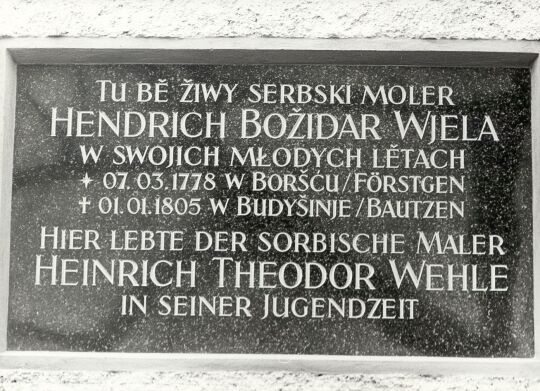 TU BĚ ŽIWY SERBSKI MOLER
HENDRICH BOŽIDAR WJELA
W SWOJICH MŁODYCH LĚTACH
✦ 07. 03. 1778 W BORŠĆU/FÖRSTGEN
† 01. 01. 1805 W BUDYŠINJE/BAUTZEN
HIER LEBTE DER SORBISCHE MALER
HEINRICH THEODOR WEHLE
IN SEINER JUGENDZEIT